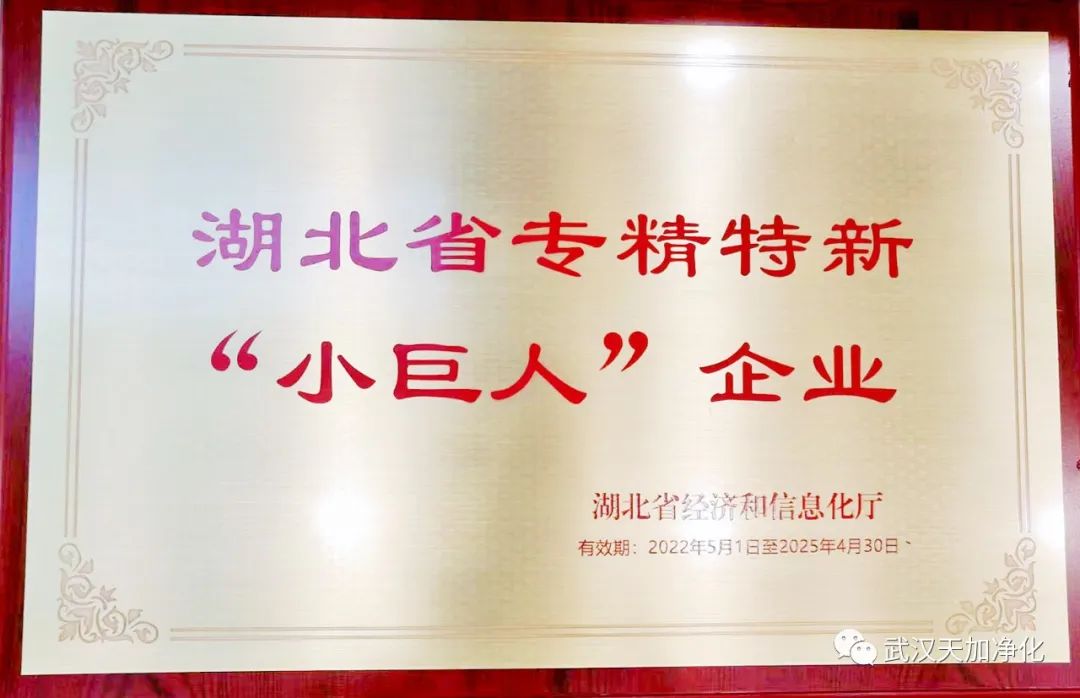 湖北省专精特新
“小巨人”企业
湖北省经济和信息化厅
有效期：2022年5月1日至2025年4月30日
武汉天加净化